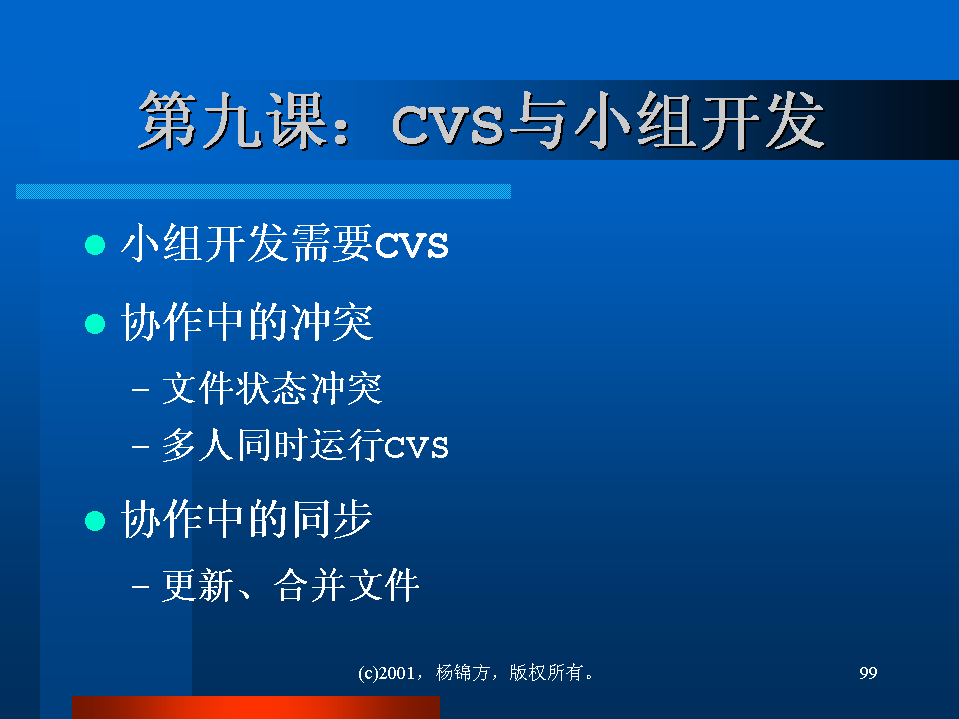 第九课：CVS与小组开发
小组开发需要CVS
协作中的冲突
– 文件状态冲突
– 多人同时运行CVS
协作中的同步
– 更新、合并文件
(c)2001，杨锦方，版权所有。
99